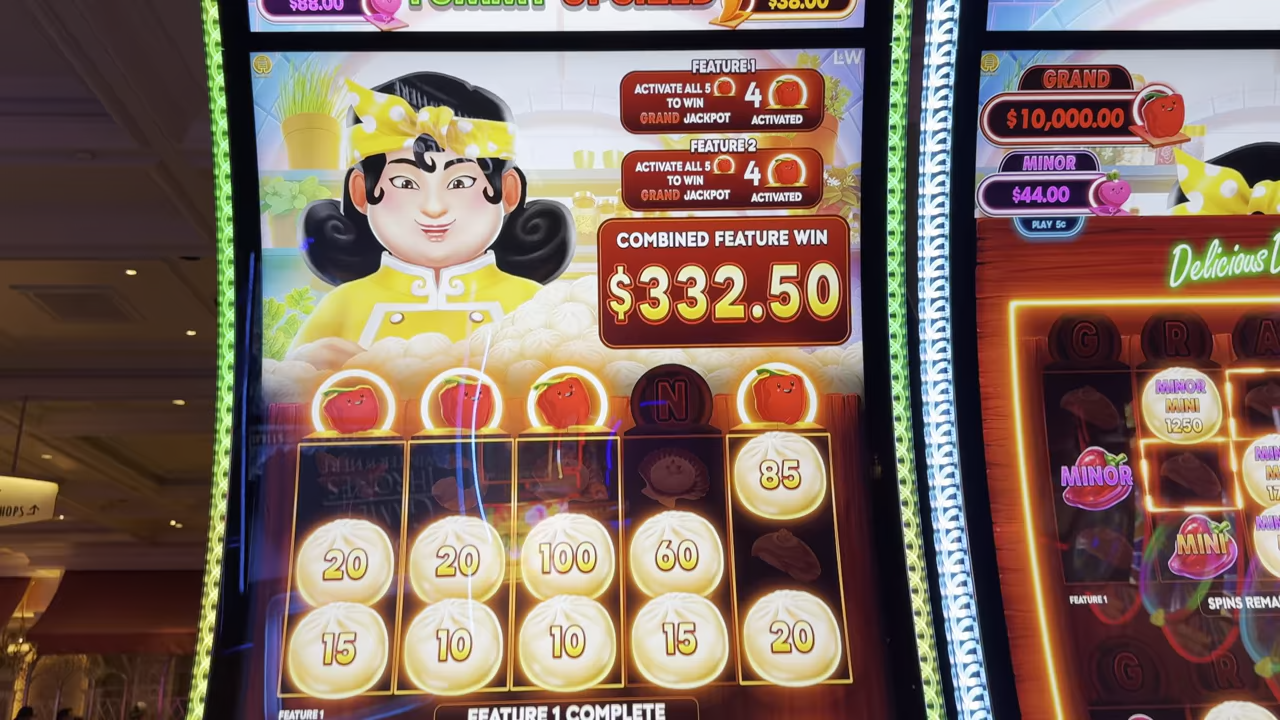 $88.00
$38.00
L&W
FEATURE 1
ACTIVATE ALL 5
TO WIN
GRAND JACKPOT
4
ACTIVATED
FEATURE 2
ACTIVATE ALL 5
TO WIN
GRAND JACKPOT
4
ACTIVATED
COMBINED FEATURE WIN
$332.50
N
85
20
20
100
60
15
10
10
15
20
FEATURE 1
FEATURE 1 COMPLETE
GRAND
$10,000.00
MINOR
$44.00
PLAY 5¢
Delicious
G R A
MINOR
MINI
1250
MINOR
MINI
FEATURE 1
SPINS
G R
HOPS